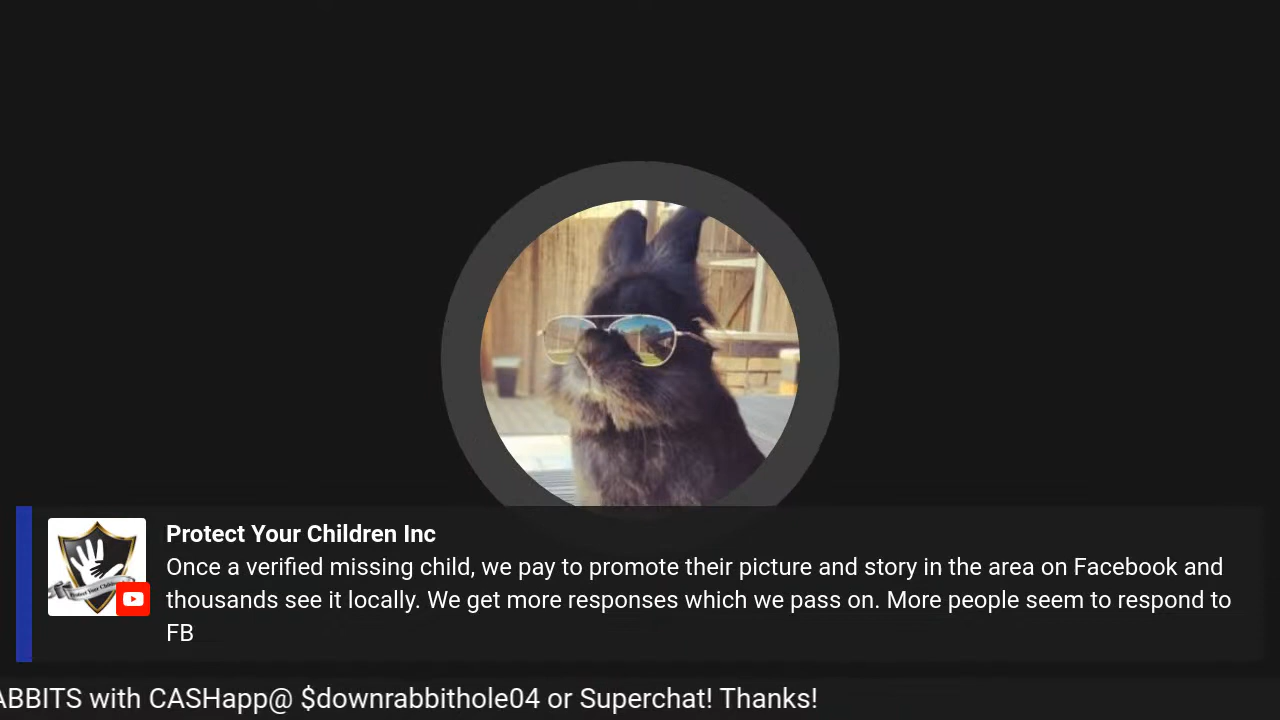 Protect Your Children Inc
Once a verified missing child, we pay to promote their picture and story in the area on Facebook and
thousands see it locally. We get more responses which we pass on. More people seem to respond to
FB
ABBITS with CASHapp@ $downrabbithole04 or Superchat! Thanks!